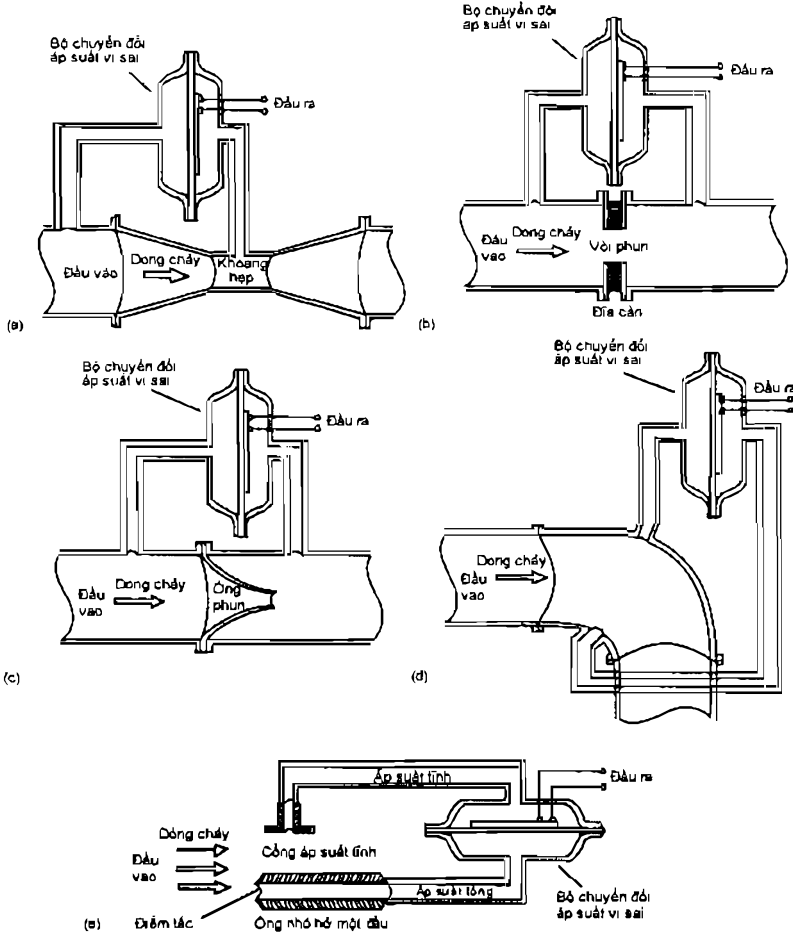 Bộ chuyển đổi
áp suất vi sai
Đầu ra
Đầu vào
Dong chảy
Khoang
hẹp
(a)
Bộ chuyển đổi
áp suất vi sai
Đầu ra
Đầu
vao
Dong chảy
Vòi phun
Đĩa cản
(b)
Bộ chuyển đổi
áp suất vi sai
Đầu ra
Đầu
vao
Dong chảy
Ống
phun
(c)
Bộ chuyển đổi
áp suất vi sai
Đầu ra
Đầu
vao
Dong chảy
(d)
Áp suất tĩnh
Đầu ra
Dòng chảy
Đầu
vao
Cổng áp suất tĩnh
Áp suất tổng
Bộ chuyển đổi
áp suất vi sai
(e)
Điểm tắc
Ống nhỏ hở một đầu